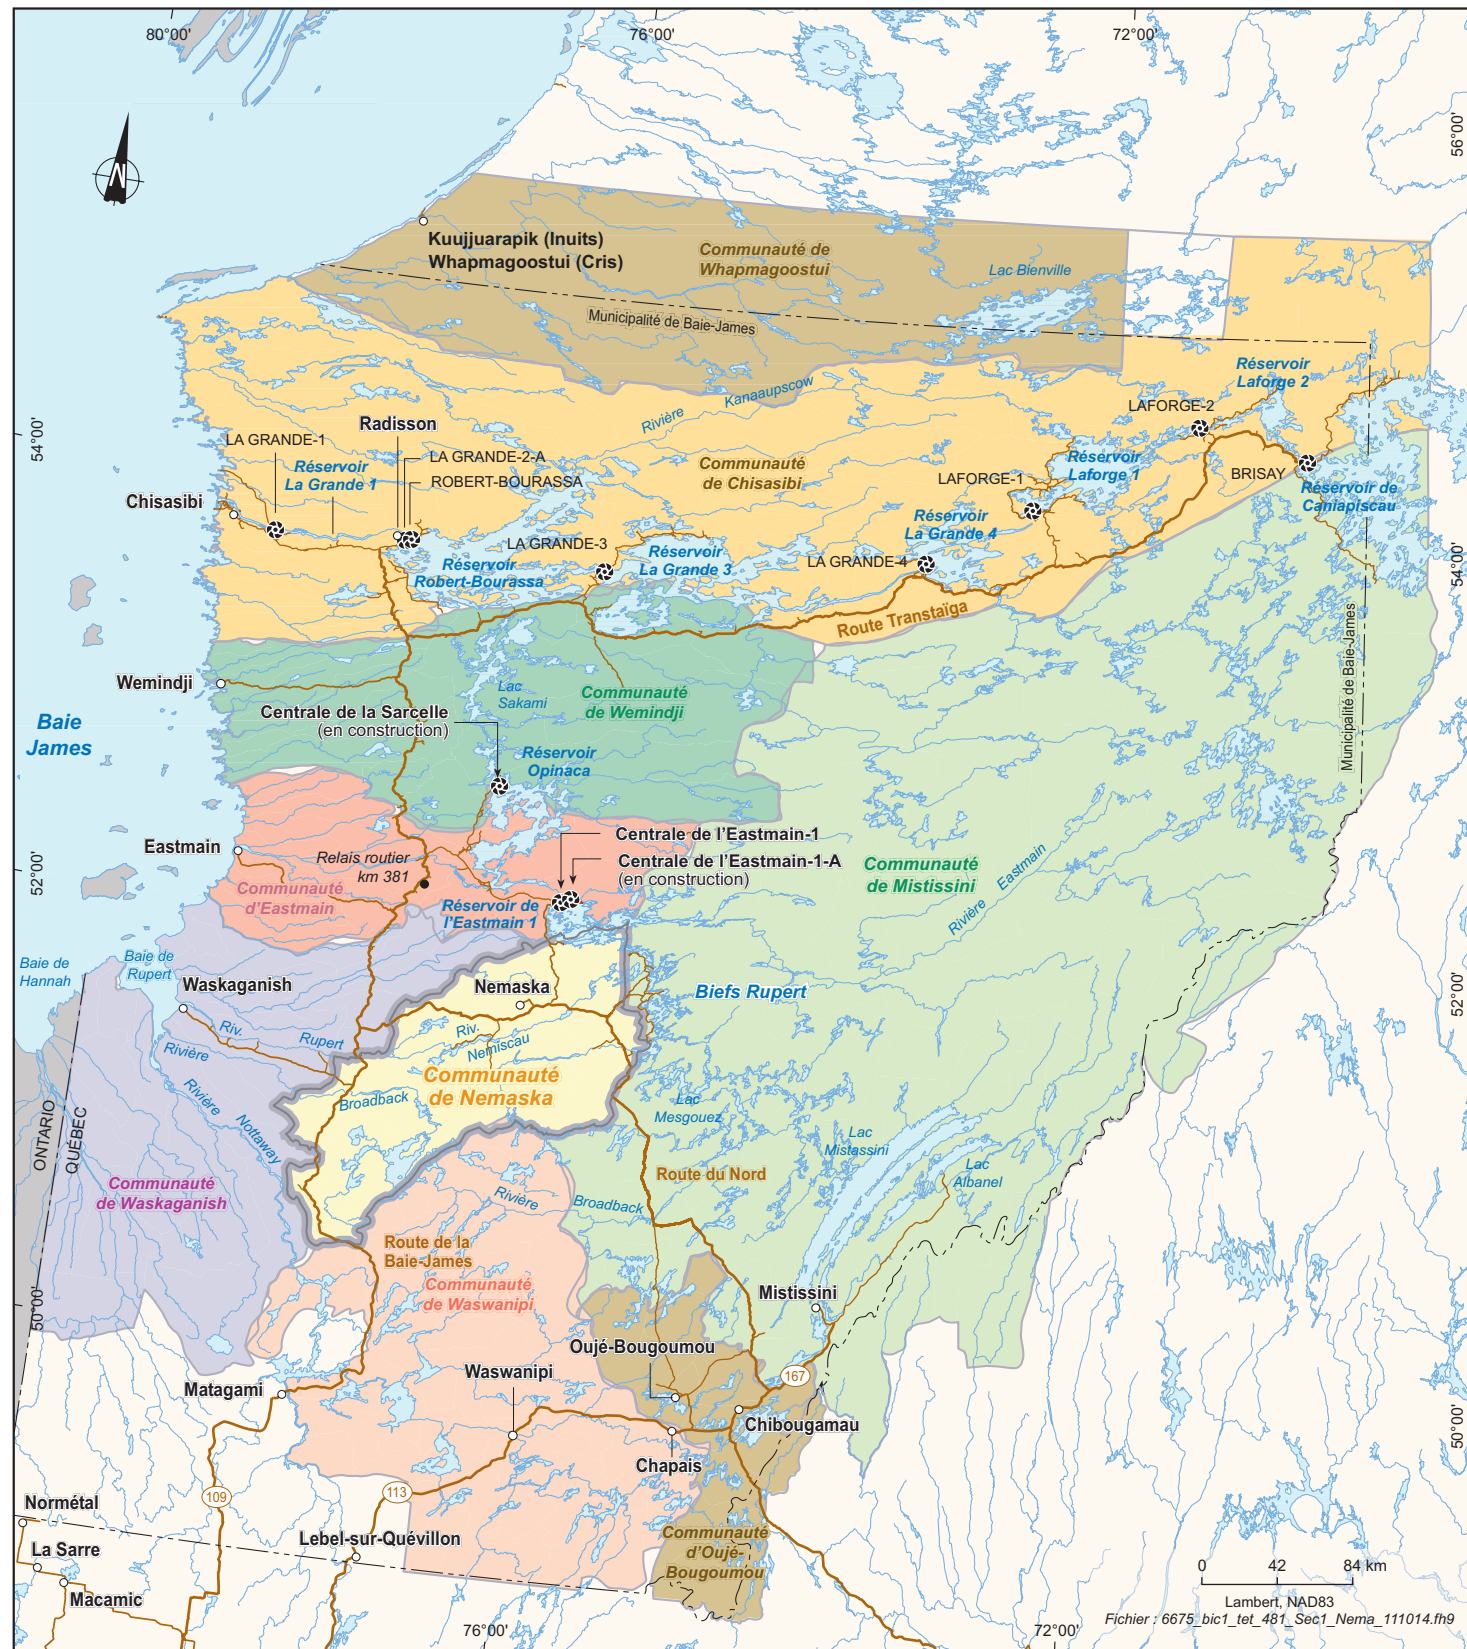 80°00'
76°00'
72°00'
56°00'
N
Kuujjuarapik (Inuits)
Whapmagoostui (Cris)
Communauté de
Whapmagoostui
Lac Bienville
Municipalité de Baie-James
Réservoir
Laforge 2
Rivière Kanaaupscow
LAFORGE-2
54°00'
Radisson
LA GRANDE-1
LA GRANDE-2-A
Réservoir
La Grande 1
ROBERT-BOURASSA
Communauté
de Chisasibi
LAFORGE-1
Réservoir
Laforge 1
BRISAY
Réservoir de
Caniapiscau
Chisasibi
Réservoir
La Grande 4
LA GRANDE-3
Réservoir
La Grande 3
LA GRANDE-4
Réservoir
Robert-Bourassa
54°00'
Route Transtaïga
Municipalité de Baie-James
Wemindji
Lac
Sakami
Communauté
de Wemindji
Centrale de la Sarcelle
(en construction)
Baie
James
Réservoir
Opinaca
Eastmain
Centrale de l'Eastmain-1
Centrale de l'Eastmain-1-A
(en construction)
Relais routier
km 381
52°00'
Communauté
d'Eastmain
Réservoir de
l'Eastmain 1
Communauté
de Mistissini
Rivière Eastmain
Baie de
Hannah
Baie de
Rupert
Waskaganish
Nemaska
Biefs Rupert
52°00'
Riv.
Rupert
Rivière
Riv.
Nemiscau
Communauté
de Nemaska
Broadback
Rivière
Nottaway
Lac
Mesgouez
Lac
Mistassini
Lac
Albanel
ONTARIO
QUÉBEC
Communauté
de Waskaganish
Route du Nord
Rivière
Broadback
Route de la
Baie-James
Communauté
de Waswanipi
50°00'
Mistissini
Oujé-Bougoumou
Waswanipi
167
Matagami
Chibougamau
50°00'
Chapais
109
113
Normétal
La Sarre
Macamic
Lebel-sur-Quévillon
Communauté
d'Oujé-
Bougoumou
0 42 84 km
Lambert, NAD83
Fichier : 6675_bic1_tet_481_Sec1_Nema_111014.fh9
76°00'
72°00'